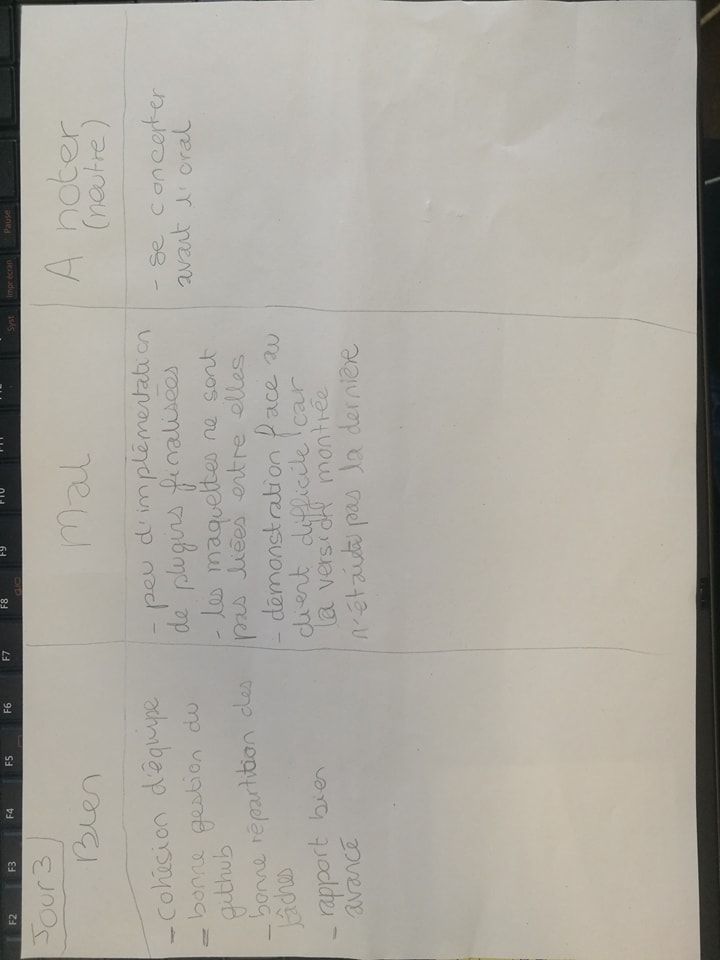 Jour 3
Bien
- cohésion d'équipe
- bonne gestion du
github
- bonne répartition des
tâches
- rapport bien
avancé
Mal
- peu d'implémentation
de plugins finalisées
- les maquettes ne sont
pas liées entre elles
- démonstration face au
client difficile car
la version montrée
n'était pas la dernière
A noter
(neutre)
- se concerter
avant l'oral
F2
F3
F4
F5
F6
F7
F8
F9
F10
Syst
Impr écran
Pause